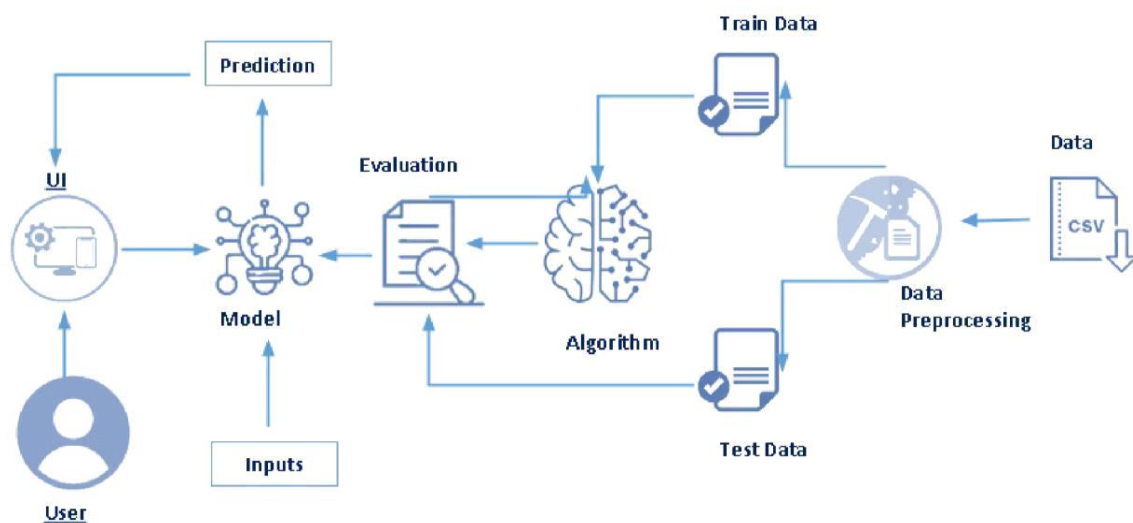 Train Data
Prediction
Data
Evaluation
UI
CSV
Model
Data
Preprocessing
Algorithm
Test Data
Inputs
User